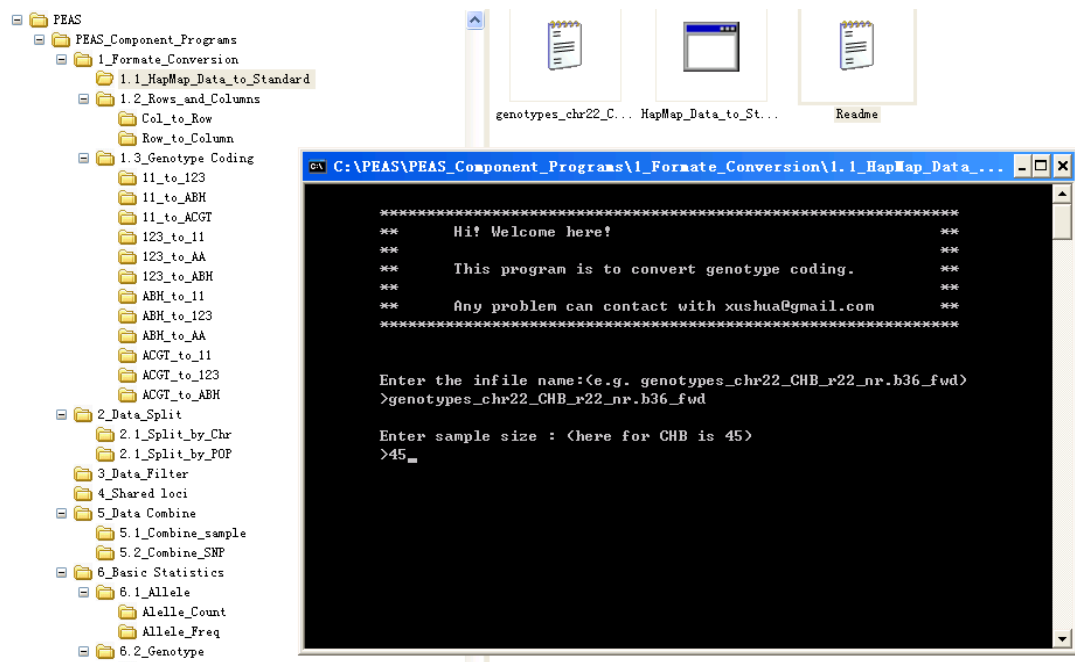 PEAS
PEAS_Component_Programs
1_Formate_Conversion
1.1_HapMap_Data_to_Standard
1.2_Rows_and_Columns
Col_to_Row
Row_to_Column
1.3_Genotype Coding
11_to_123
11_to_ABH
11_to_ACGT
123_to_11
123_to_AA
123_to_ABH
ABH_to_11
ABH_to_123
ABH_to_AA
ACGT_to_11
ACGT_to_123
ACGT_to_ABH
2_Data_Split
2.1_Split_by_Chr
2.1_Split_by_POP
3_Data_Filter
4_Shared loci
5_Data Combine
5.1_Combine_sample
5.2_Combine_SNP
6_Basic Statistics
6.1_Allele
Alelle_Count
Allele_Freq
6.2_Genotype
genotypes_chr22_C... HapMap_Data_to_St... Readme
C:\PEAS\PEAS_Component_Programs\1_Formate_Conversion\1.1_HapMap_Data_...
**************************************************************
** Hi! Welcome here! **
** **
** This program is to convert genotype coding. **
** **
** Any problem can contact with xushua@gmail.com **
**************************************************************
Enter the infile name:(e.g. genotypes_chr22_CHB_r22_nr.b36_fwd)
>genotypes_chr22_CHB_r22_nr.b36_fwd
Enter sample size : (here for CHB is 45)
>45_